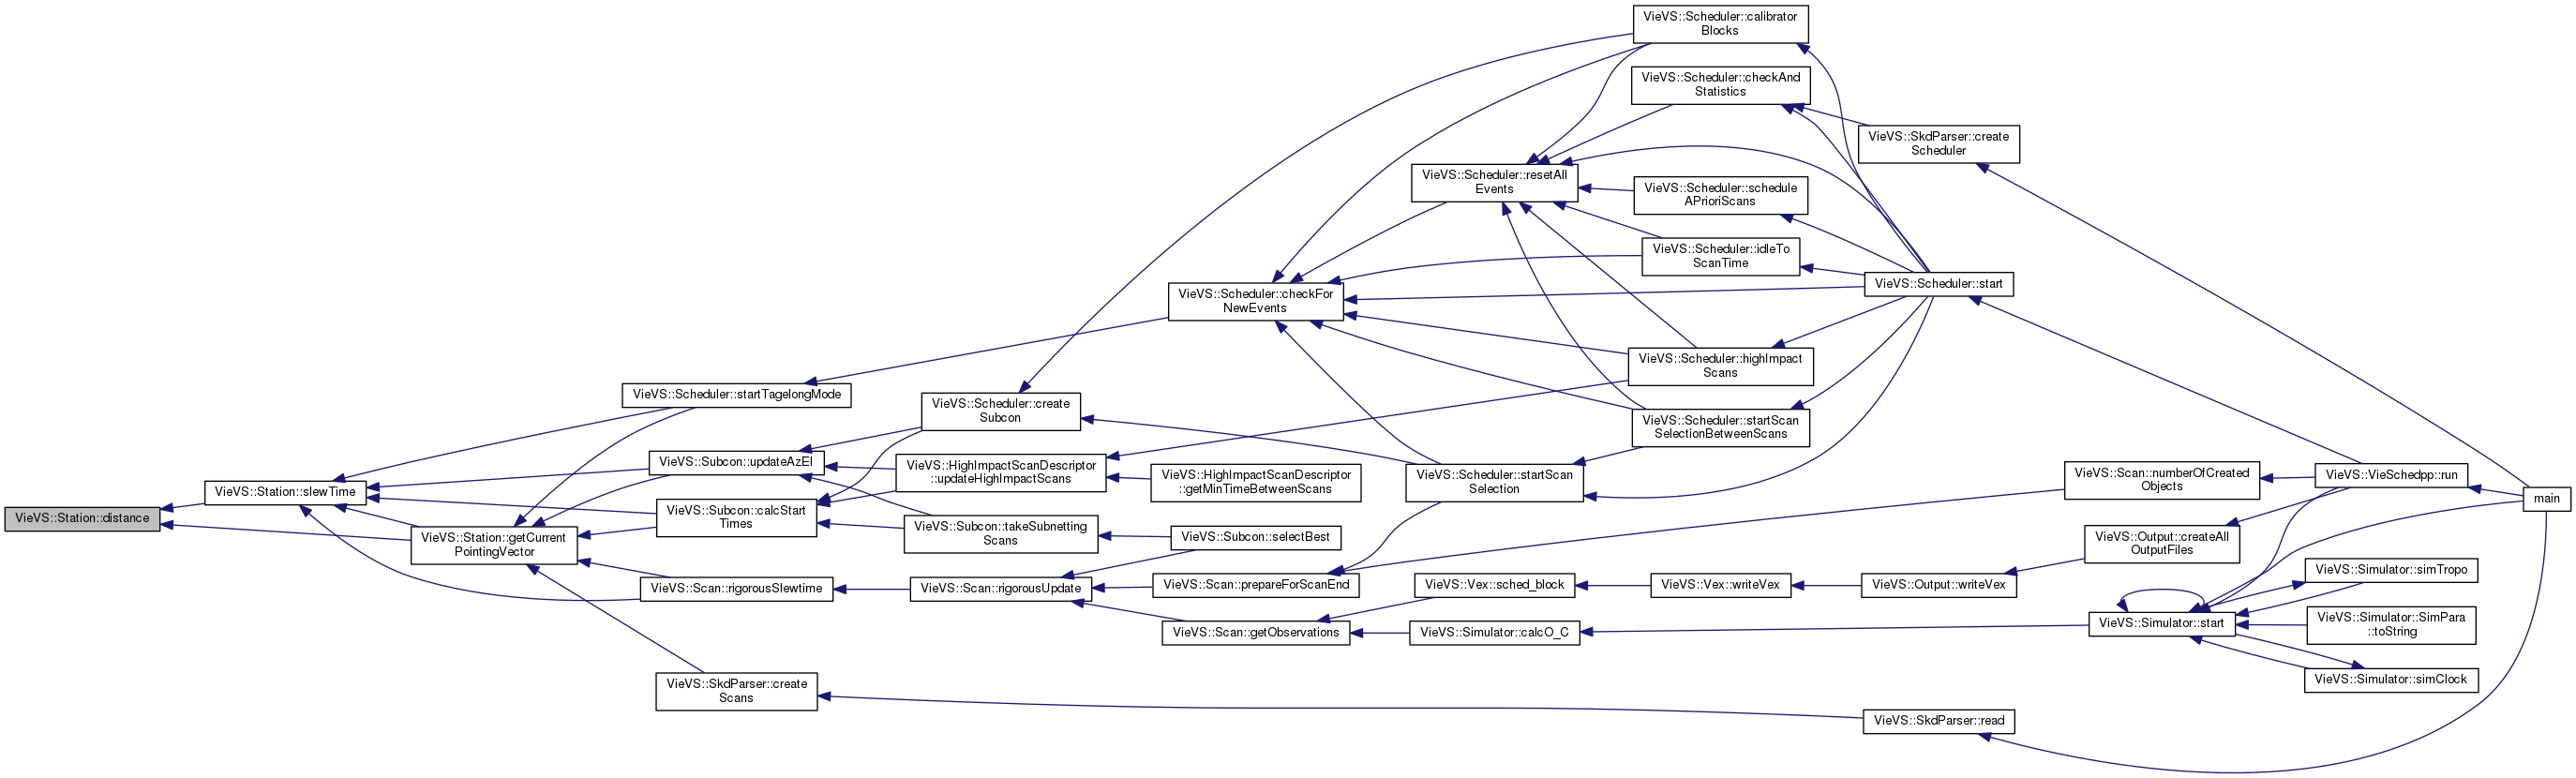 VieVS::Station::distance
VieVS::Station::slewTime
VieVS::Station::getCurrent
PointingVector
VieVS::Scheduler::startTagelongMode
VieVS::Subcon::updateAzEl
VieVS::Subcon::calcStart
Times
VieVS::Scan::rigorousSlewtime
VieVS::SkdParser::create
Scans
VieVS::Scheduler::create
Subcon
VieVS::HighImpactScanDescriptor
::updateHighImpactScans
VieVS::Subcon::takeSubnetting
Scans
VieVS::Scan::rigorousUpdate
VieVS::Scheduler::checkFor
NewEvents
VieVS::HighImpactScanDescriptor
::getMinTimeBetweenScans
VieVS::Subcon::selectBest
VieVS::Scan::prepareForScanEnd
VieVS::Scan::getObservations
VieVS::Scheduler::resetAll
Events
VieVS::Scheduler::startScan
Selection
VieVS::Vex::sched_block
VieVS::Simulator::calcO_C
VieVS::Scheduler::calibrator
Blocks
VieVS::Scheduler::checkAnd
Statistics
VieVS::Scheduler::schedule
APrioriScans
VieVS::Scheduler::idleTo
ScanTime
VieVS::Scheduler::highImpact
Scans
VieVS::Scheduler::startScan
SelectionBetweenScans
VieVS::Vex::writeVex
VieVS::SkdParser::create
Scheduler
VieVS::Scheduler::start
VieVS::Output::writeVex
VieVS::SkdParser::read
VieVS::Scan::numberOfCreated
Objects
VieVS::Output::createAll
OutputFiles
VieVS::Simulator::start
VieVS::VieSchedpp::run
VieVS::Simulator::simTropo
VieVS::Simulator::SimPara
::toString
VieVS::Simulator::simClock
main